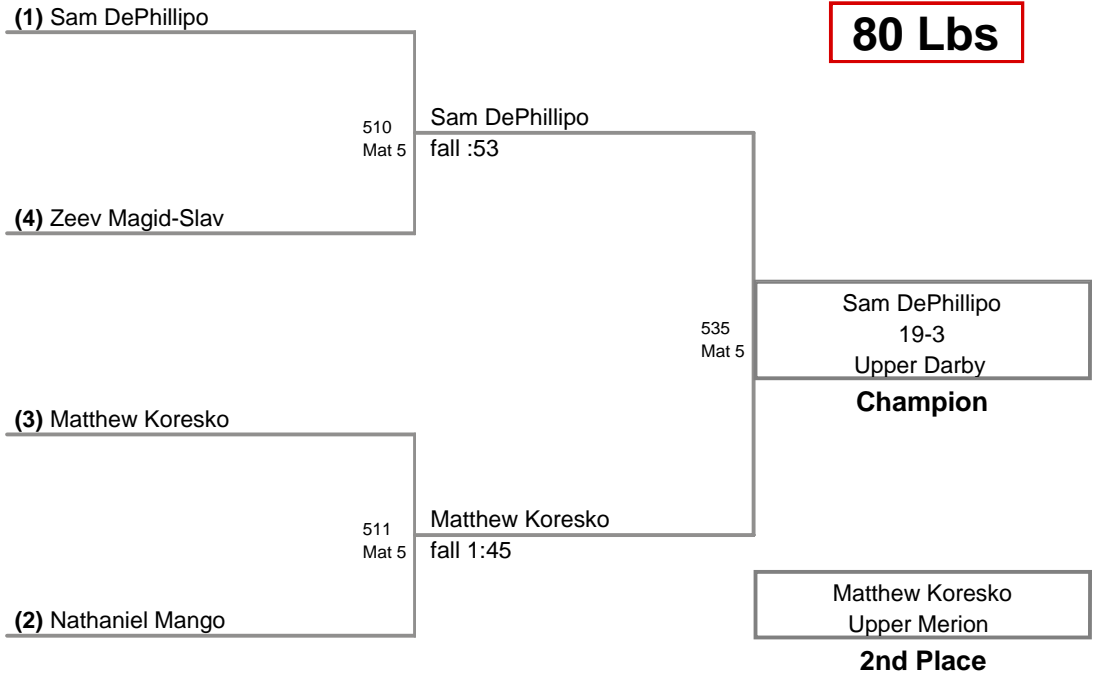 (1) Sam DePhillipo
80 Lbs
510
Mat 5
Sam DePhillipo
fall :53
(4) Zeev Magid-Slav
535
Mat 5
Sam DePhillipo
19-3
Upper Darby
Champion
(3) Matthew Koresko
511
Mat 5
Matthew Koresko
fall 1:45
(2) Nathaniel Mango
Matthew Koresko
Upper Merion
2nd Place